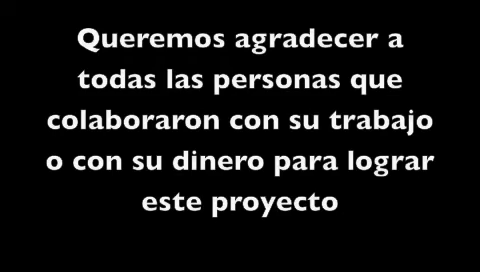 Queremos agradecer a
todas las personas que
colaboraron con su trabajo
o con su dinero para lograr
este proyecto